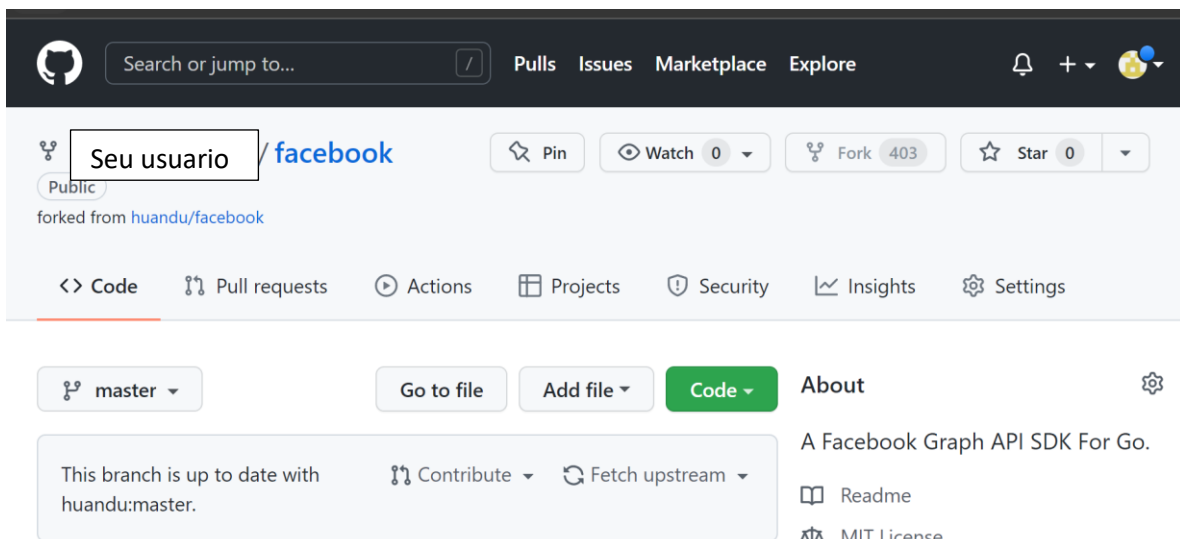 Search or jump to... / Pulls Issues Marketplace Explore
Seu usuario / facebook Pin Watch 0 Fork 403 Star 0
Public
forked from huandu/facebook
<> Code Pull requests Actions Projects Security Insights Settings
master Go to file Add file Code About
A Facebook Graph API SDK For Go.
This branch is up to date with Contribute Fetch upstream
huandu:master.
Readme
MIT License